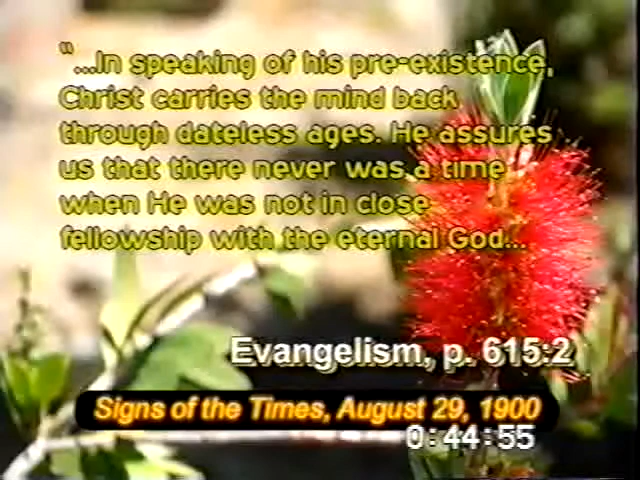 "...In speaking of his pre-existence,
Christ carries the mind back
through dateless ages. He assures
us that there never was a time
when He was not in close
fellowship with the eternal God...
Evangelism, p. 615:2
Signs of the Times, August 29, 1900
0:44:55